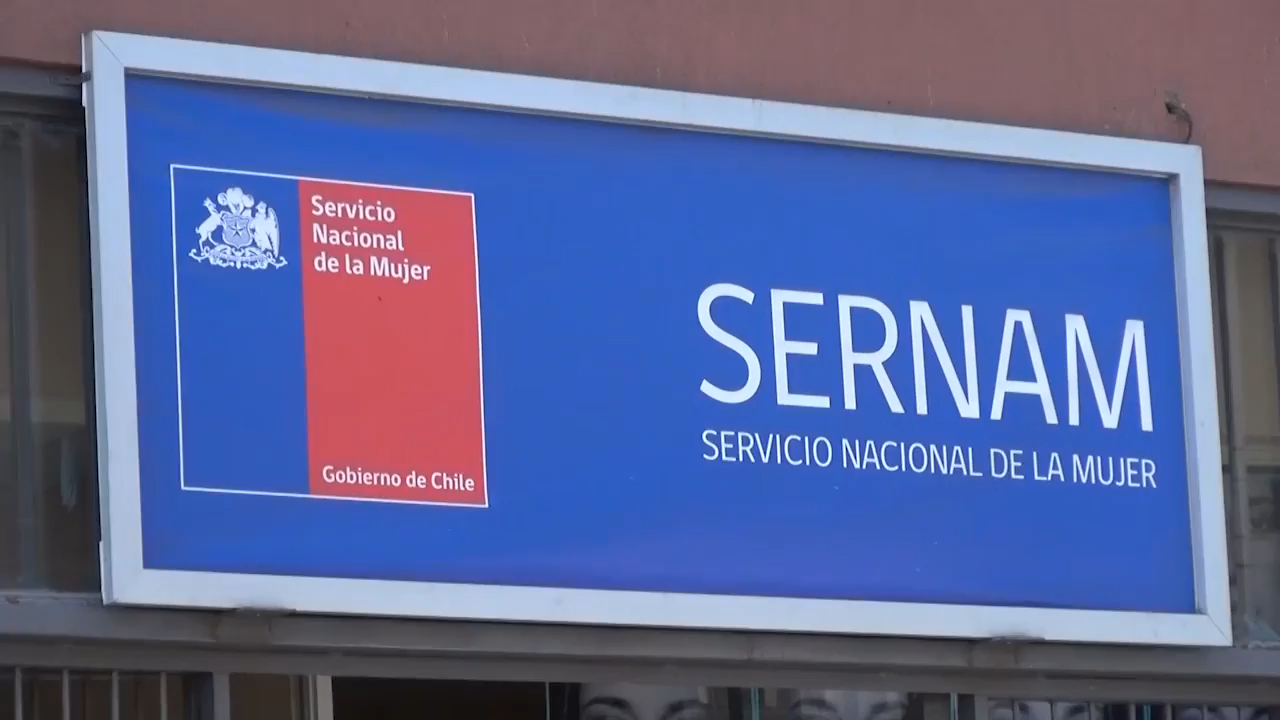 Servicio
Nacional
de la Mujer
Gobierno de Chile
SERNAM
SERVICIO NACIONAL DE LA MUJER